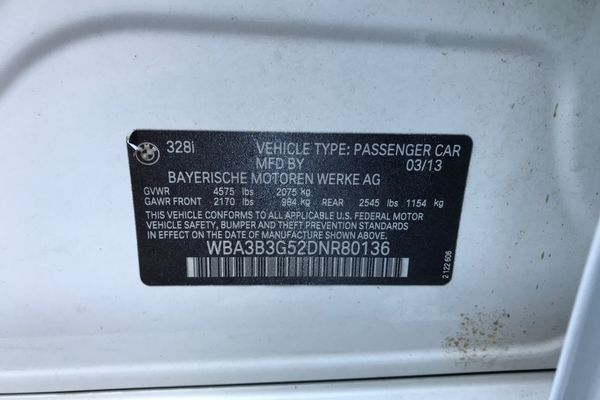 328i VEHICLE TYPE: PASSENGER CAR
MFD BY 03/13
BAYERISCHE MOTOREN WERKE AG
GVWR 4575 lbs 2075 kg
GAWR FRONT 2170 lbs 984 kg REAR 2545 lbs 1154 kg
THIS VEHICLE CONFORMS TO ALL APPLICABLE U.S. FEDERAL MOTOR
VEHICLE SAFETY, BUMPER AND THEFT PREVENTION STANDARDS IN
EFFECT ON THE DATE OF MANUFACTURE SHOWN ABOVE.
WBA3B3G52DNR80136
2 122 606